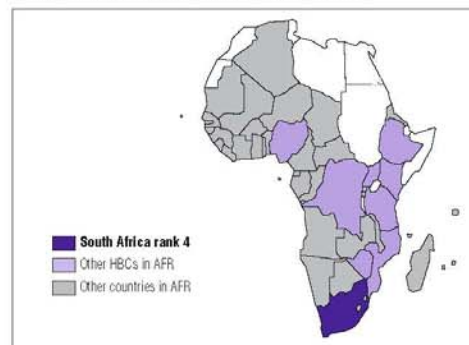 South Africa rank 4
Other HBCs in AFR
Other countries in AFR